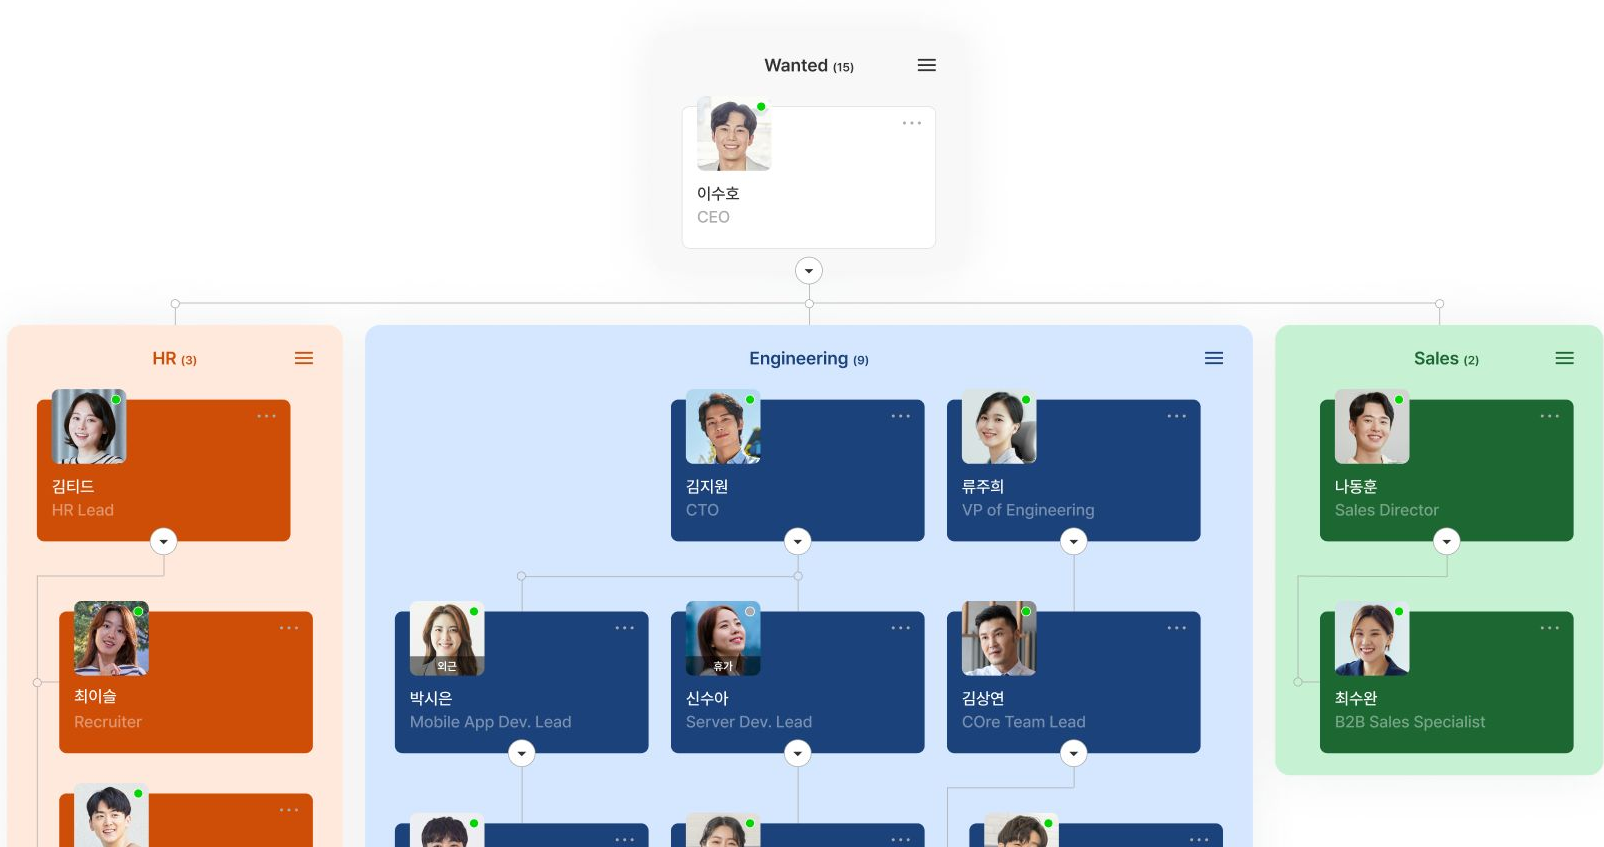 Wanted (15)
이수호
CEO
HR (3)
Engineering (9)
Sales (2)
김티드
HR Lead
김지원
CTO
류주희
VP of Engineering
나동훈
Sales Director
최이슬
Recruiter
외근
박시은
Mobile App Dev. Lead
휴가
신수아
Server Dev. Lead
김상연
COre Team Lead
최수완
B2B Sales Specialist